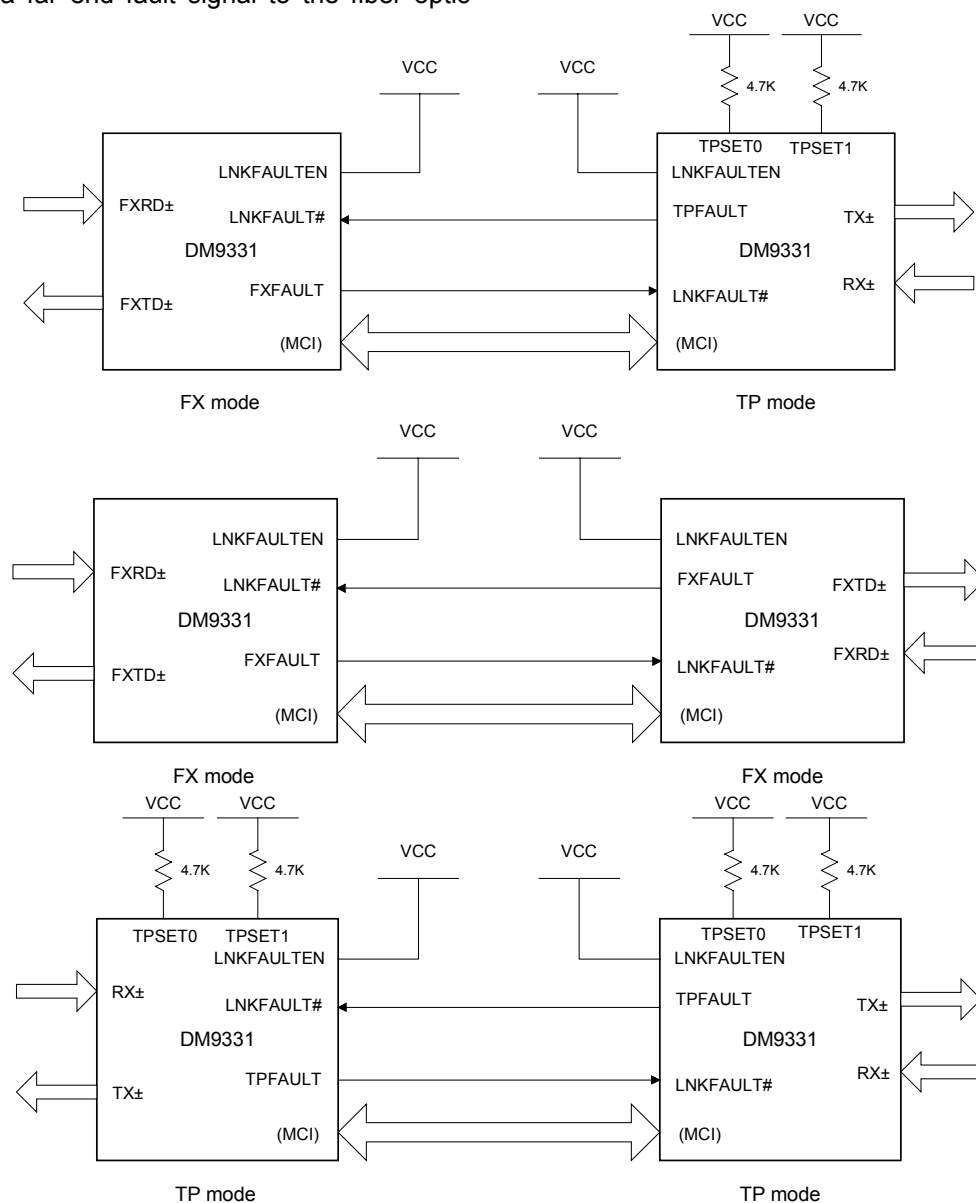 a far end fault signal to the fiber optic
VCC VCC
VCC VCC
4.7K 4.7K
TPSET0 TPSET1
LNKFAULTEN LNKFAULTEN
FXRD± LNKFAULT# TPFAULT TX±
DM9331 DM9331
FXTD± FXFAULT LNKFAULT# RX±
(MCI) (MCI)
FX mode TP mode
VCC VCC
LNKFAULTEN LNKFAULTEN
FXRD± LNKFAULT# FXFAULT FXTD±
DM9331 DM9331
FXTD± FXFAULT LNKFAULT# FXRD±
(MCI) (MCI)
FX mode FX mode
VCC VCC VCC VCC
VCC VCC
4.7K 4.7K 4.7K 4.7K
TPSET0 TPSET1 TPSET0 TPSET1
LNKFAULTEN LNKFAULTEN
RX± LNKFAULT# TPFAULT TX±
DM9331 DM9331
TX± TPFAULT LNKFAULT# RX±
(MCI) (MCI)
TP mode TP mode